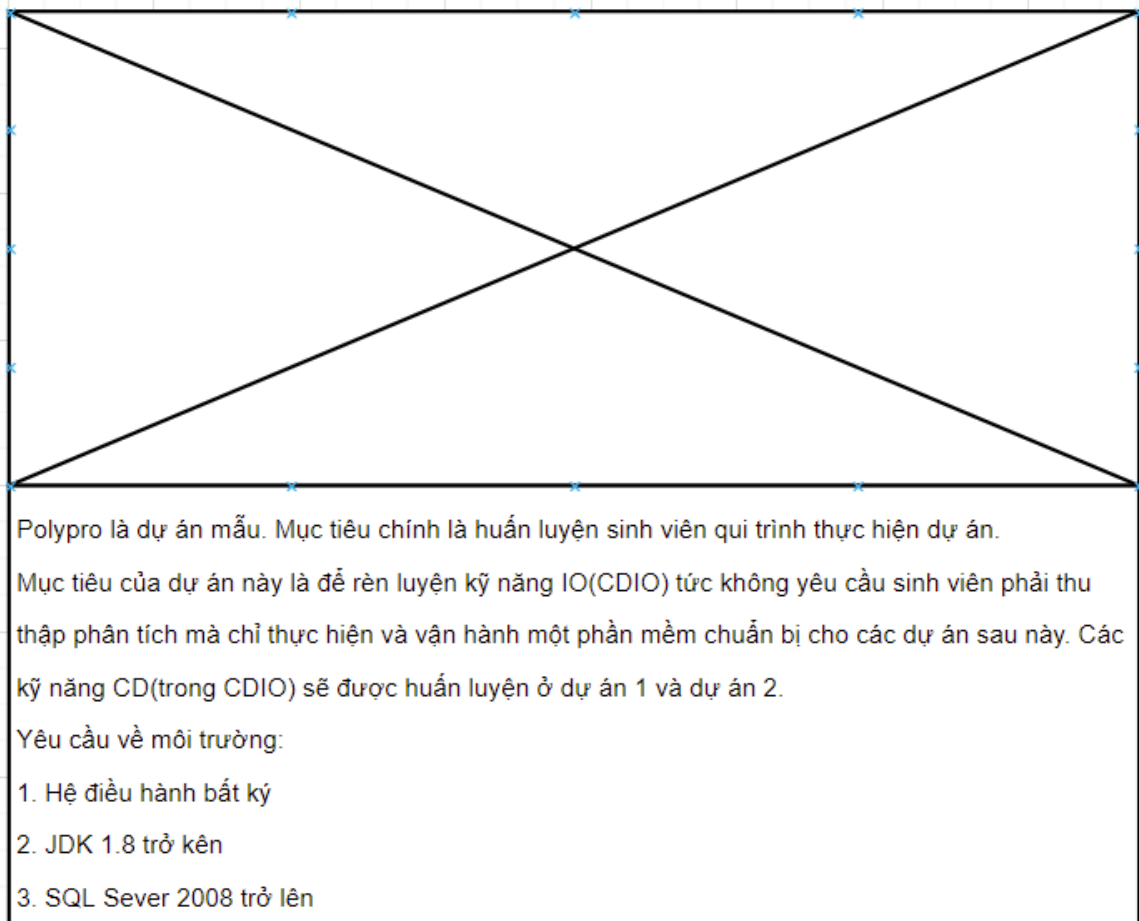 Polypro là dự án mẫu. Mục tiêu chính là huấn luyện sinh viên qui trình thực hiện dự án.
Mục tiêu của dự án này là để rèn luyện kỹ năng IO(CDIO) tức không yêu cầu sinh viên phải thu
thập phân tích mà chỉ thực hiện và vận hành một phần mềm chuẩn bị cho các dự án sau này. Các
kỹ năng CD(trong CDIO) sẽ được huấn luyện ở dự án 1 và dự án 2.
Yêu cầu về môi trường:
1. Hệ điều hành bất ký
2. JDK 1.8 trở kên
3. SQL Sever 2008 trở lên